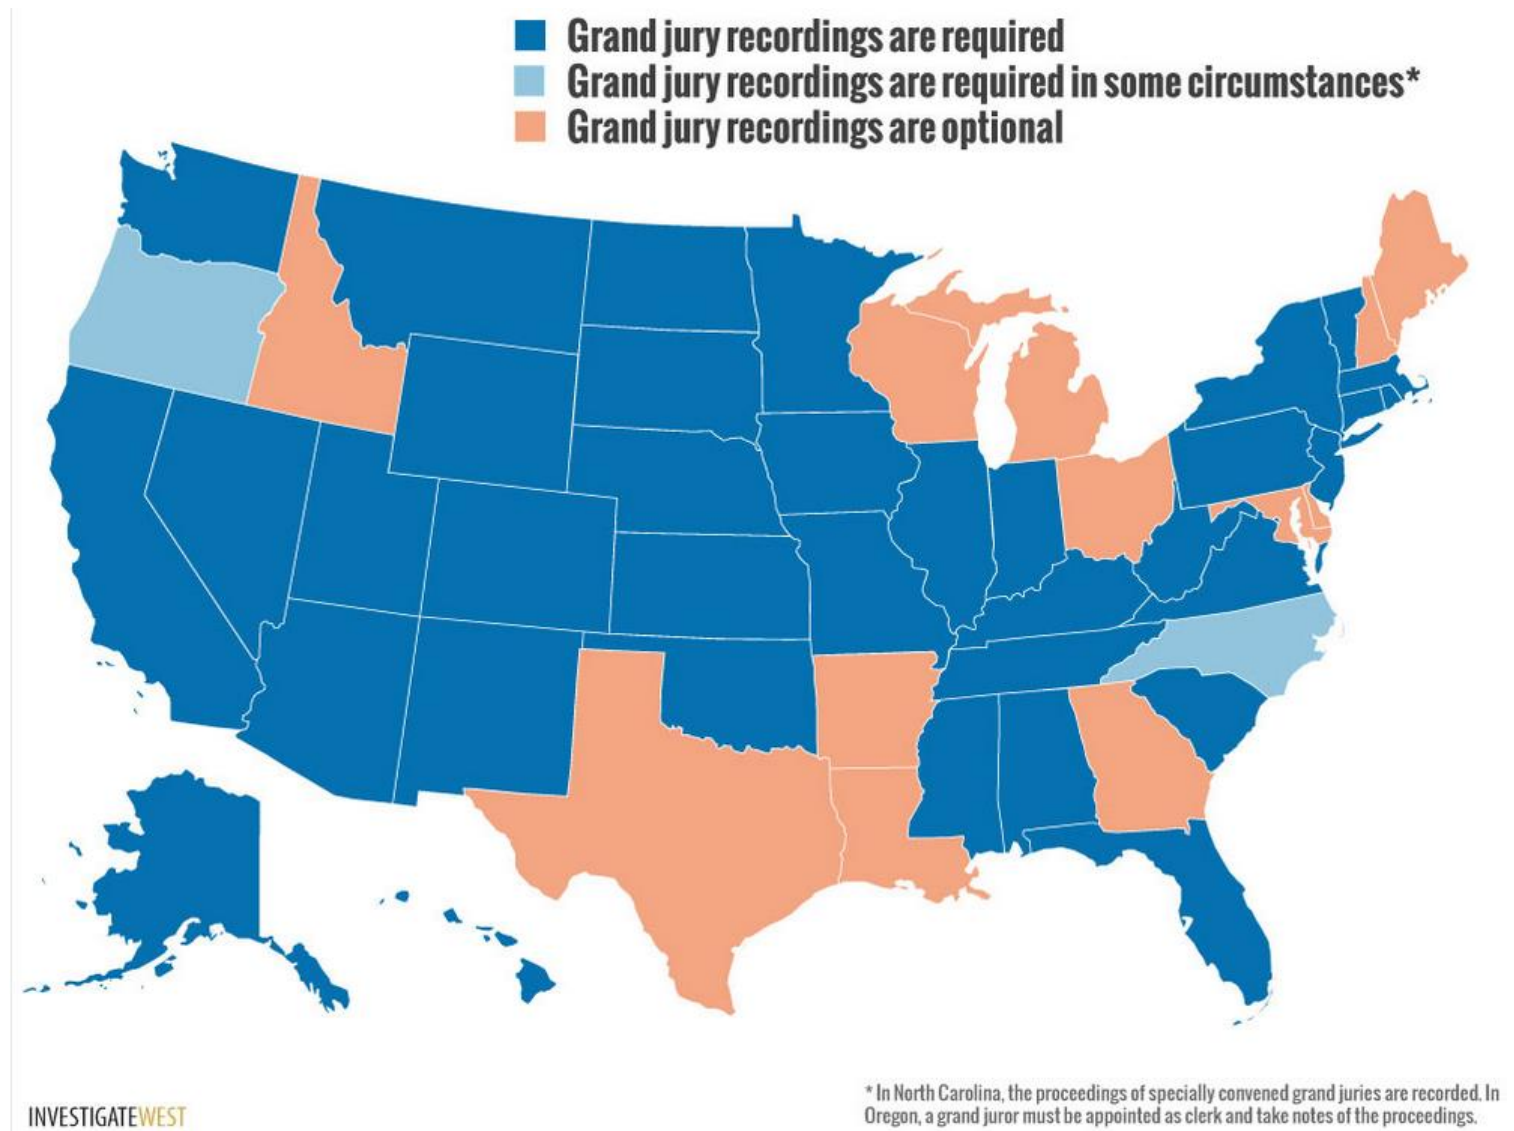 Grand jury recordings are required
Grand jury recordings are required in some circumstances*
Grand jury recordings are optional
* In North Carolina, the proceedings of specially convened grand juries are recorded. In
Oregon, a grand juror must be appointed as clerk and take notes of the proceedings.
INVESTIGATEWEST